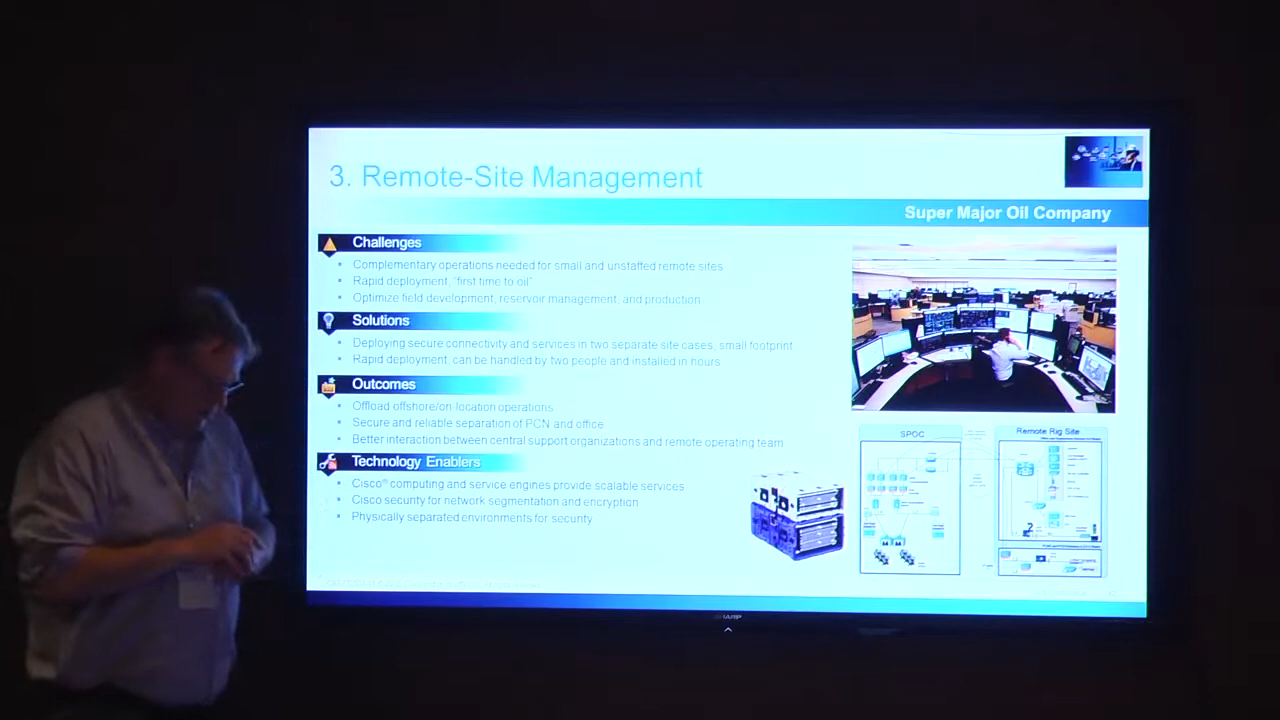 3. Remote-Site Management
Super Major Oil Company
Challenges
Complementary operations needed for small and unstaffed remote sites
Rapid deployment, "first time to oil"
Optimize field development, reservoir management, and production
Solutions
Deploying secure connectivity and services in two separate site cases; small footprint
Rapid deployment; can be handled by two people and installed in hours
Outcomes
Offload offshore/on-location operations
Secure and reliable separation of PCN and office
Better interaction between central support organizations and remote operating team
Technology Enablers
Cisco® computing and service engines provide scalable services
Cisco security for network segmentation and encryption
Physically separated environments for security
SPOC
Remote Rig Site